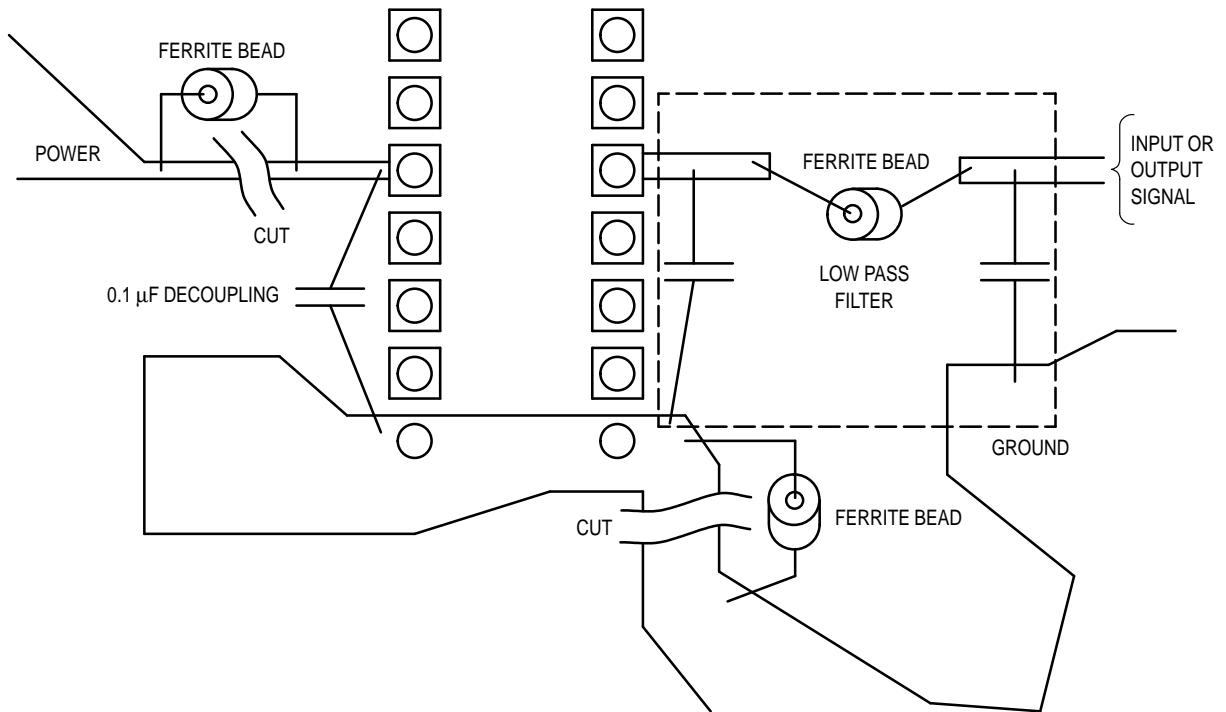 FERRITE BEAD
POWER
CUT
0.1 μF DECOUPLING
FERRITE BEAD
LOW PASS
FILTER
INPUT OR
OUTPUT
SIGNAL
GROUND
CUT
FERRITE BEAD